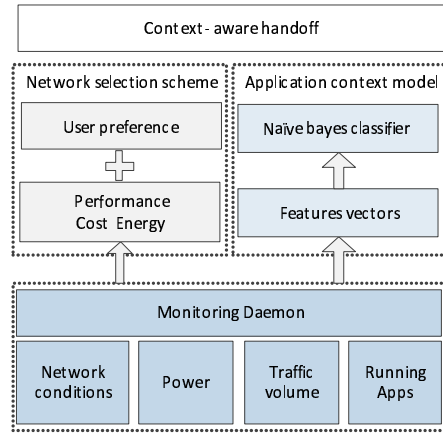 Context- aware handoff
Network selection scheme
User preference
Performance
Cost Energy
Application context model
Naïve bayes classifier
Features vectors
Monitoring Daemon
Network
conditions
Power
Traffic
volume
Running
Apps